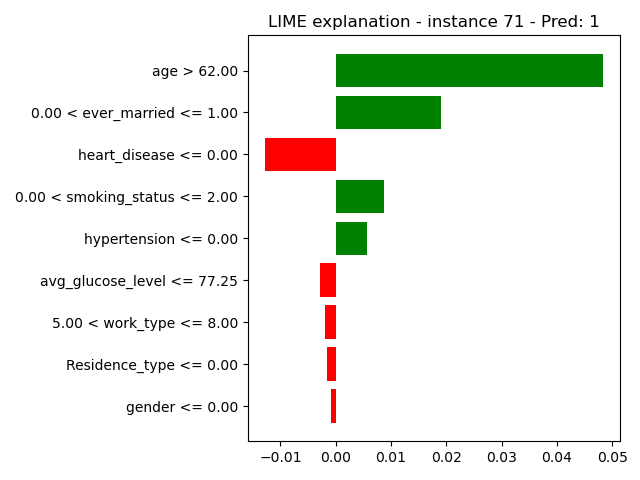 LIME explanation - instance 71 - Pred: 1
age > 62.00
0.00 < ever_married <= 1.00
heart_disease <= 0.00
0.00 < smoking_status <= 2.00
hypertension <= 0.00
avg_glucose_level <= 77.25
5.00 < work_type <= 8.00
Residence_type <= 0.00
gender <= 0.00
−0.01 0.00 0.01 0.02 0.03 0.04 0.05